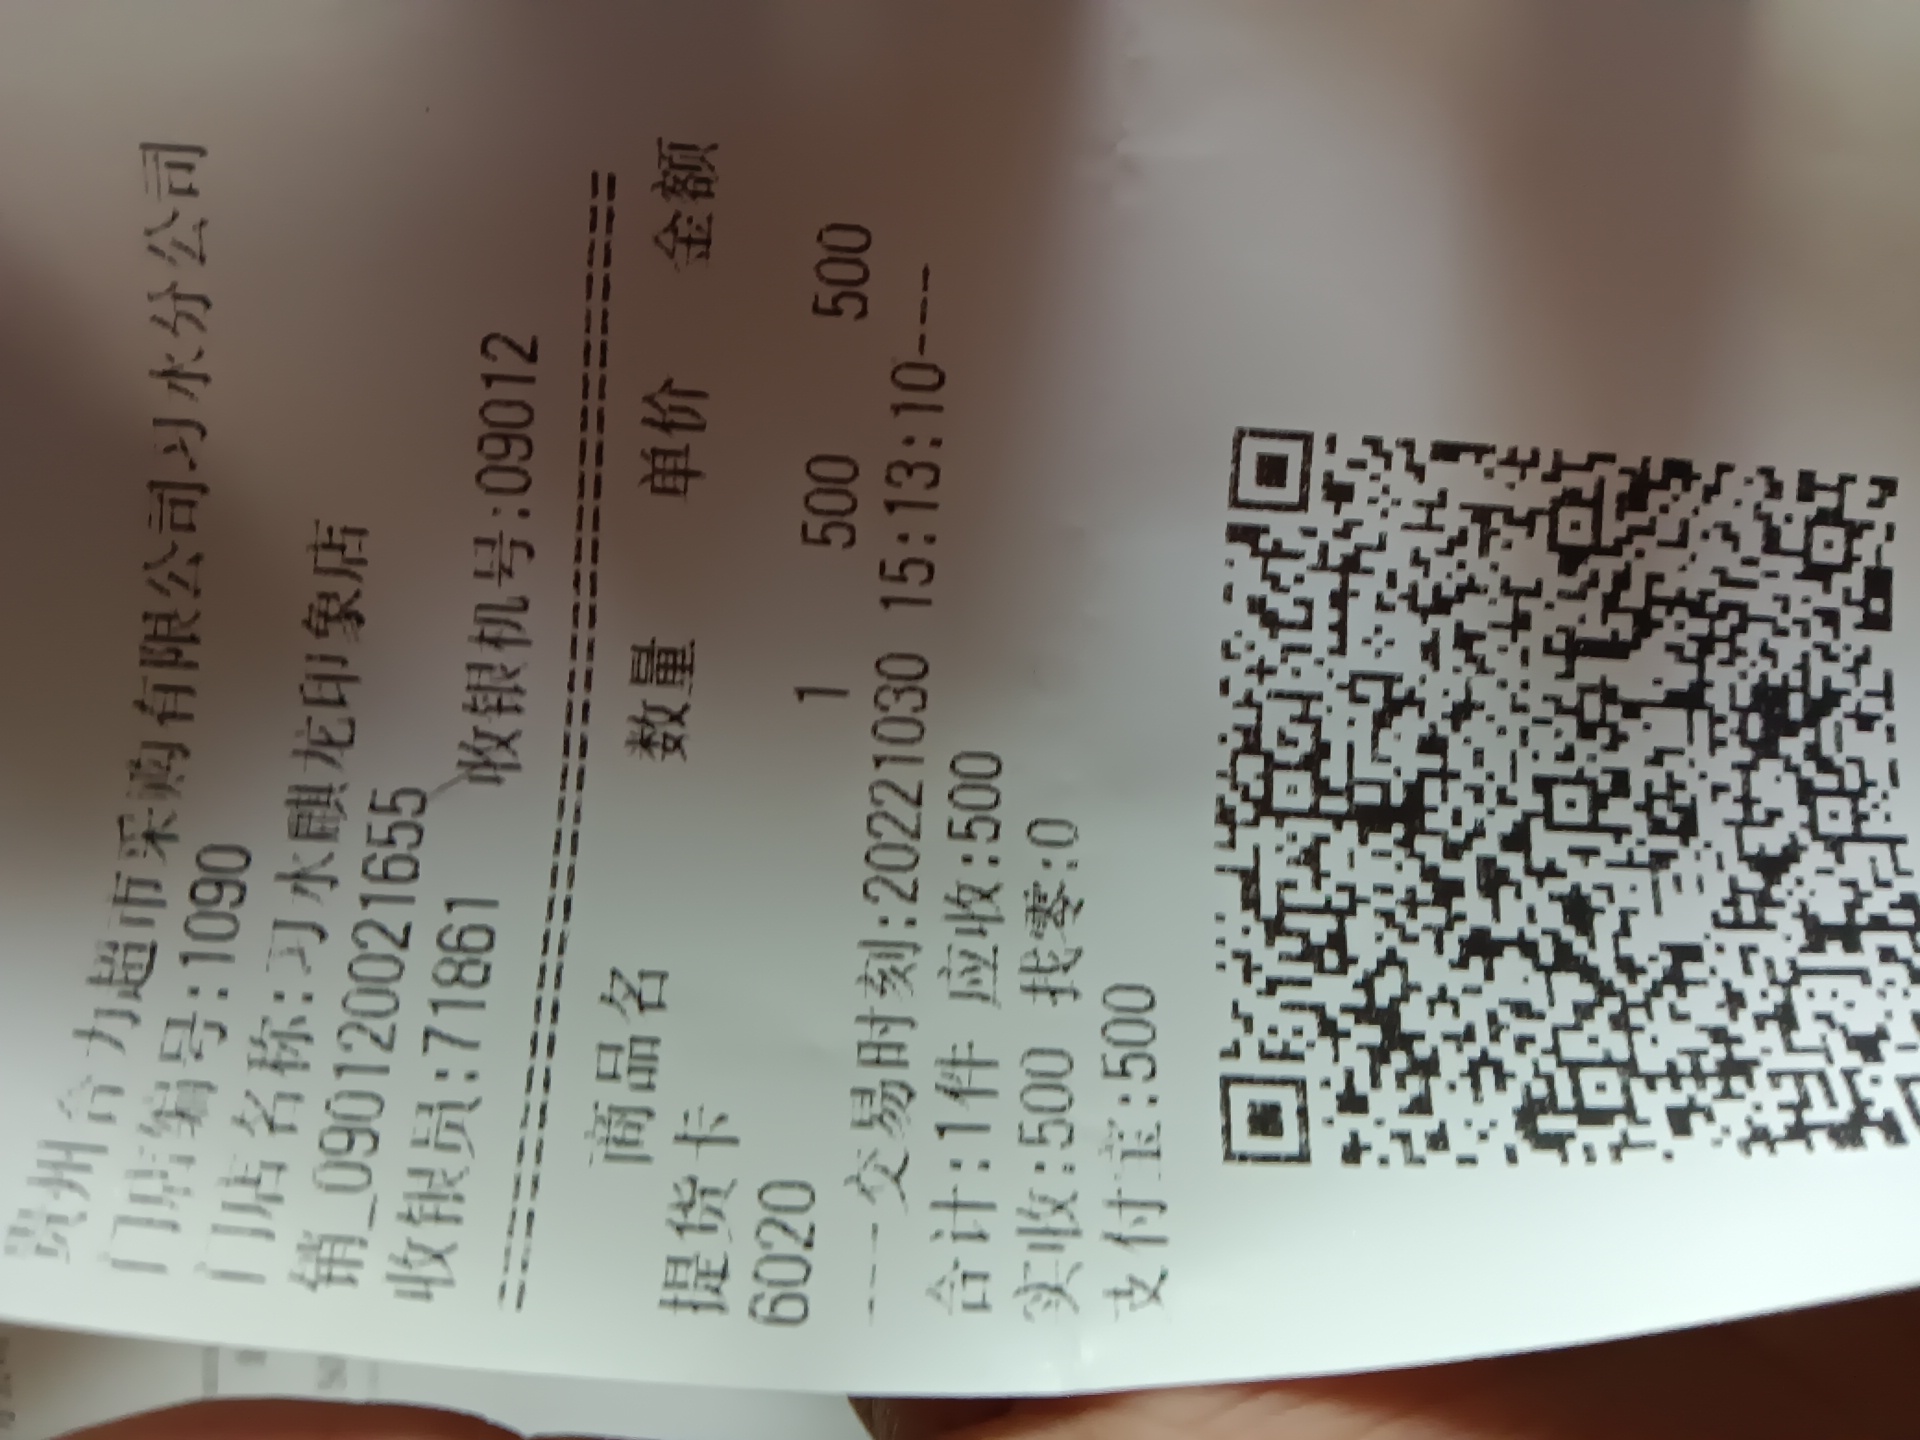 贵州合力超市采购有限公司习水分公司
门店编号:1090
门店名称:习水麒龙印象店
销_09012002021655
收银员:71861 收银机号:09012
================================
商品名 数量 单价 金额
提货卡
6020 1 500 500
----交易时刻:20221030 15:13:10----
合计:1件 应收:500
实收:500 找零:0
支付宝:500